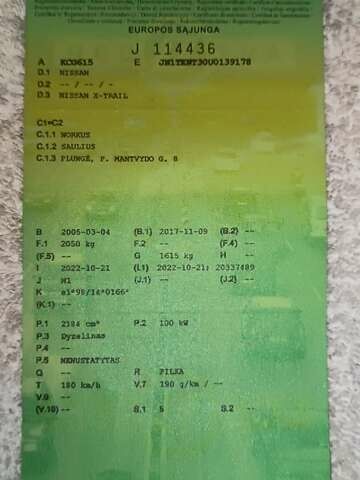 EUROPOS SĄJUNGA
J 114436
A KCG615 E JN1TENT30U0139178
D.1 NISSAN
D.2 -- / -- / -
D.3 NISSAN X-TRAIL
C1=C2
C.1.1 NORKUS
C.1.2 SAULIUS
C.1.3 PLUNGĖ, P. MANTVYDO G. 8
B 2005-03-04 (B.1) 2017-11-09 (B.2) --
F.1 2050 kg F.2 -- (F.4) --
(F.5) -- G 1615 kg H --
I 2022-10-21 (I.1) 2022-10-21; 20337489
J M1 (J.1) -- (J.2) --
K e1*98/14*0166*
(K.1) --
P.1 2184 cm³ P.2 100 kW
P.3 Dyzelinas
P.4 --
P.5 NENUSTATYTAS
Q -- R PILKA
T 180 km/h V.7 190 g/km / --
V.9 --
(V.10) -- S.1 5 S.2 --